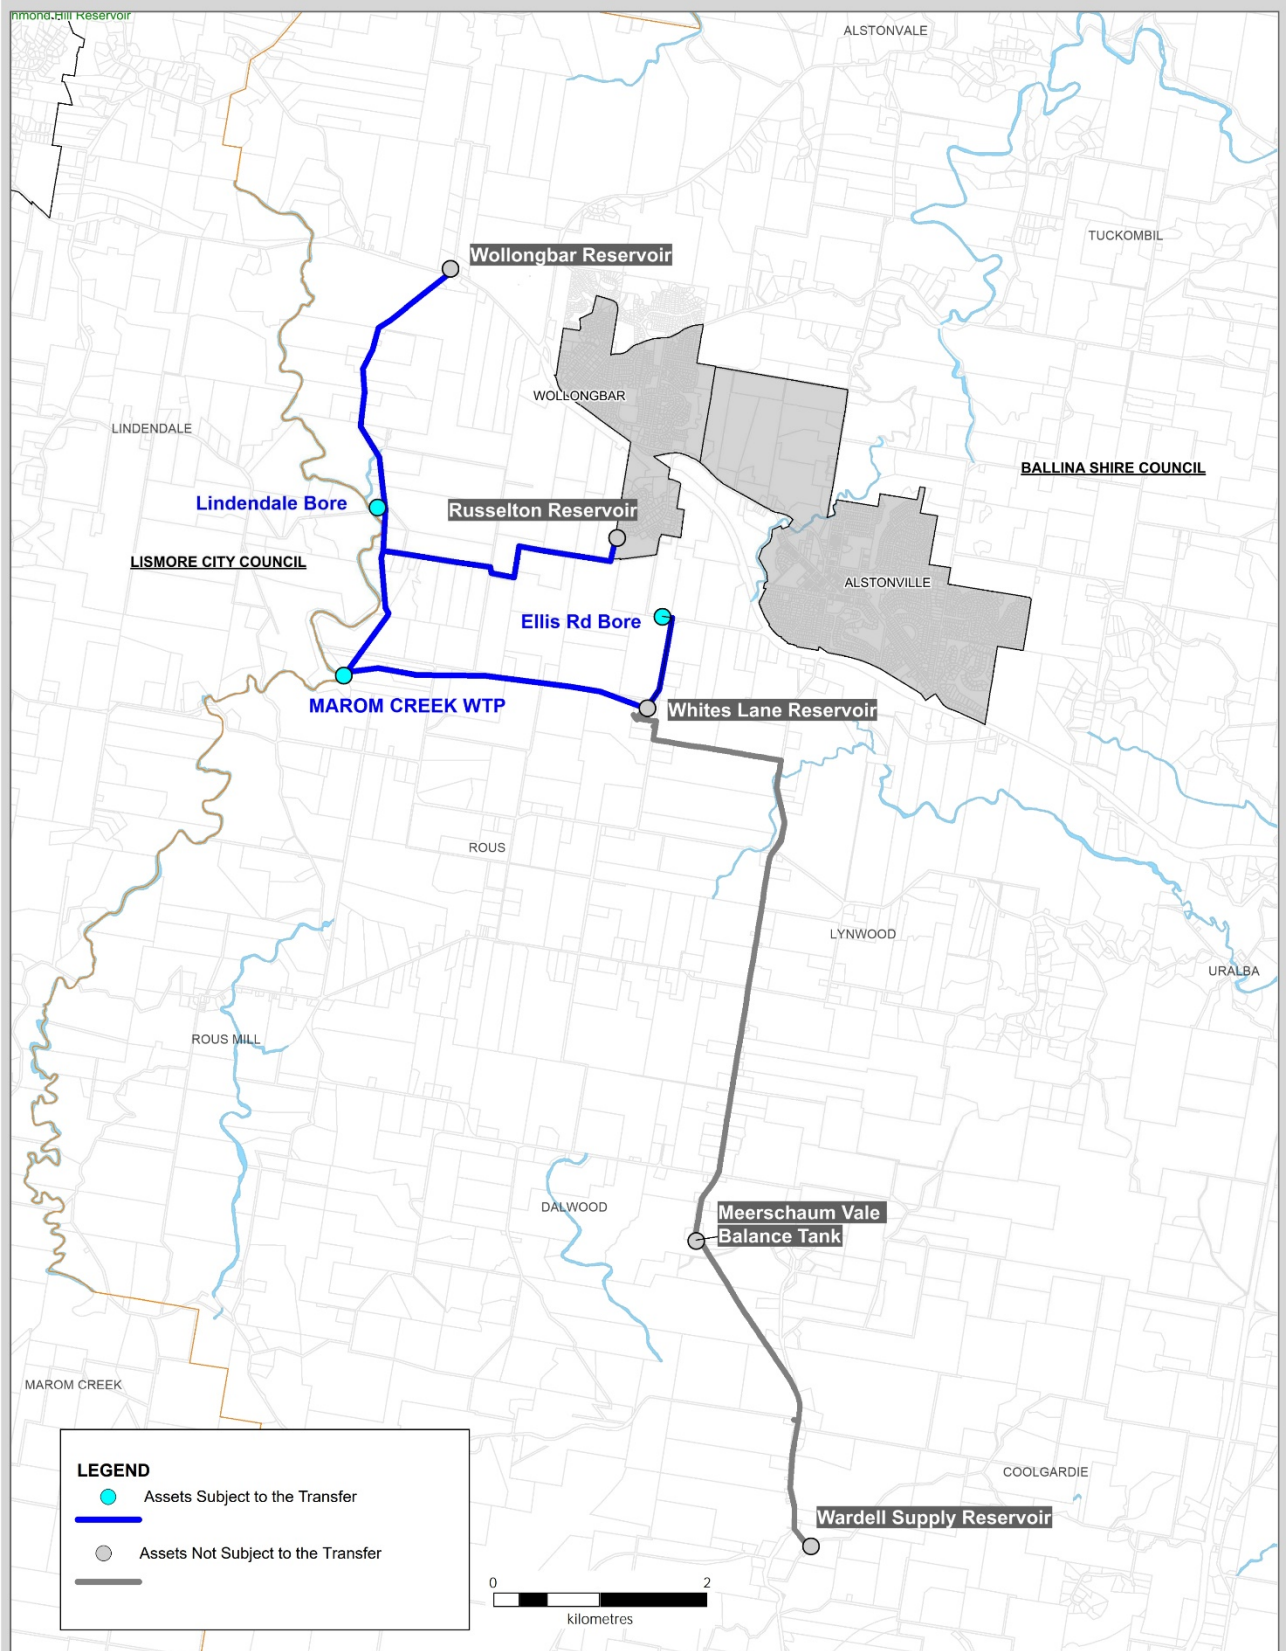 nmond Hill Reservoir
ALSTONVALE
TUCKOMBIL
Wollongbar Reservoir
WOLLONGBAR
LINDENDALE
BALLINA SHIRE COUNCIL
Lindendale Bore
Russelton Reservoir
LISMORE CITY COUNCIL
ALSTONVILLE
Ellis Rd Bore
MAROM CREEK WTP
Whites Lane Reservoir
ROUS
LYNWOOD
URALBA
ROUS MILL
DALWOOD
Meerschaum Vale
Balance Tank
MAROM CREEK
LEGEND
Assets Subject to the Transfer
Assets Not Subject to the Transfer
COOLGARDIE
Wardell Supply Reservoir
0 2
kilometres